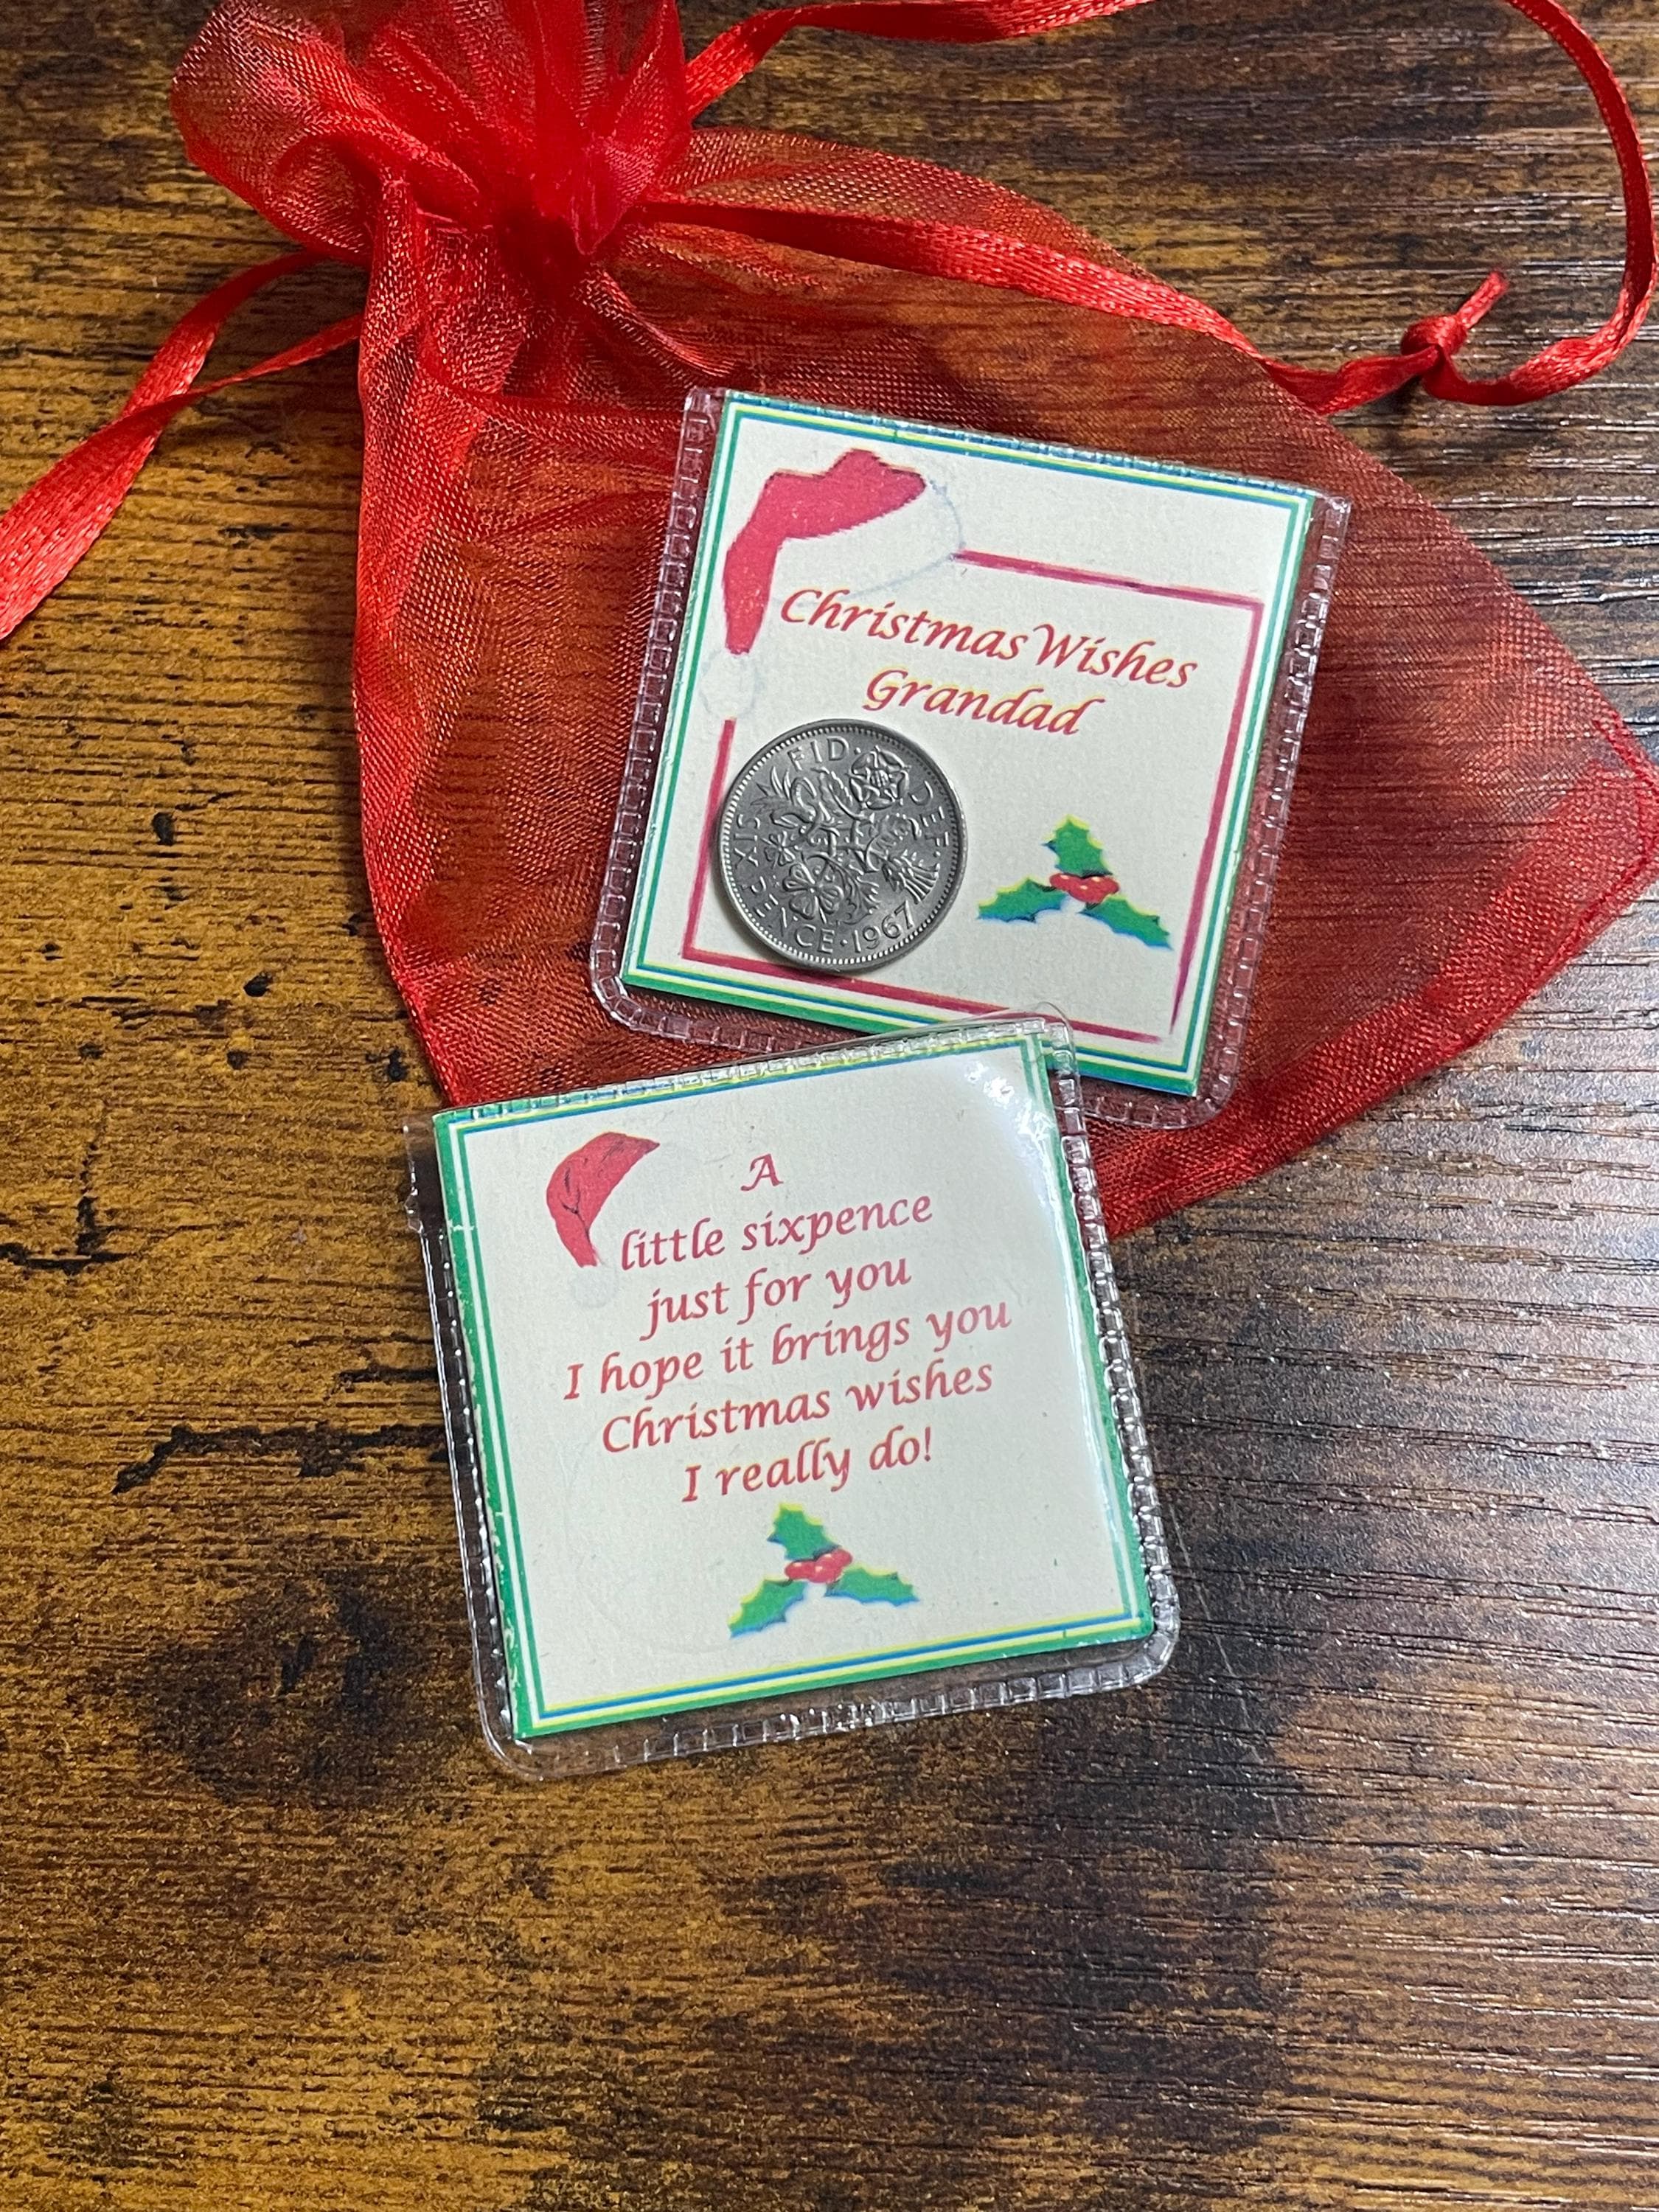 Christmas Wishes
Grandad
FID · DEF ·
SIX PENCE · 1967
A
little sixpence
just for you
I hope it brings you
Christmas wishes
I really do!